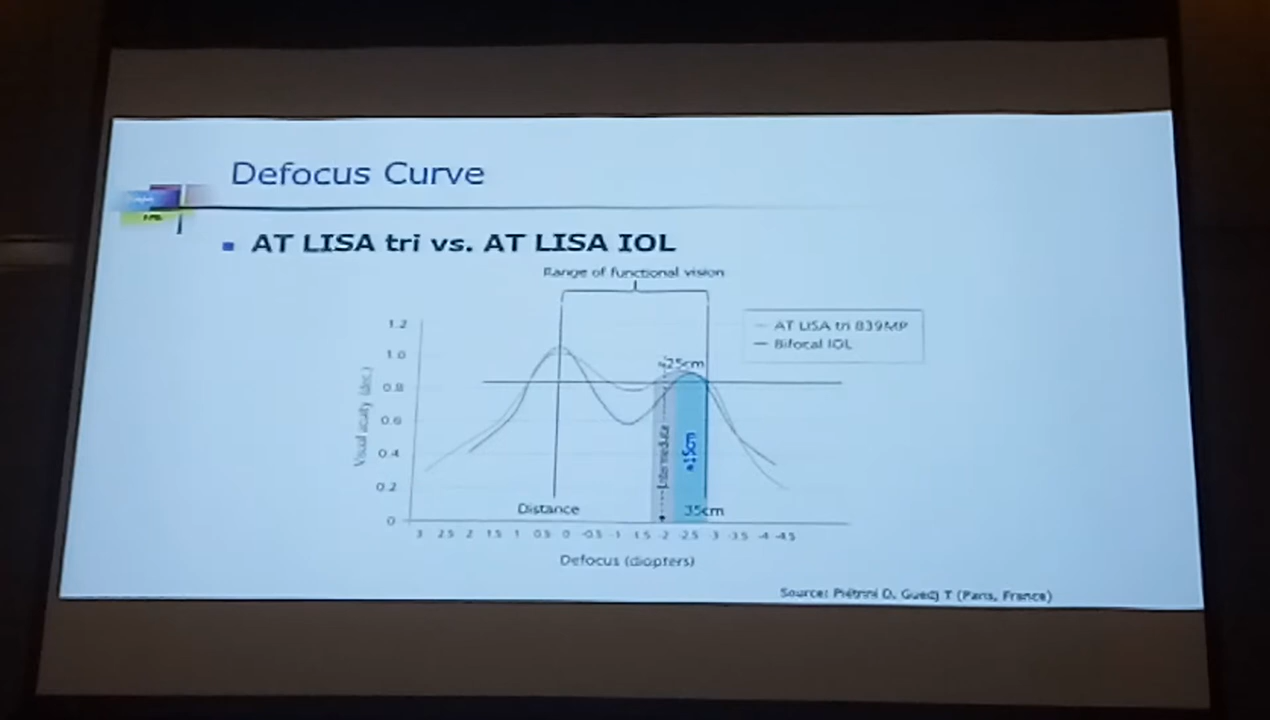 Defocus Curve
AT LISA tri vs. AT LISA IOL
Range of functional vision
AT LISA tri 839MP
Bifocal IOL
Visual acuity (dec.)
1.2
1.0
0.8
0.6
0.4
0.2
0
≈25cm
Intermediate
≈15cm
Distance
35cm
3 2.5 2 1.5 1 0.5 0 -0.5 -1 -1.5 -2 -2.5 -3 -3.5 -4 -4.5
Defocus (diopters)
Source: Piétrini D, Guedj T (Paris, France)